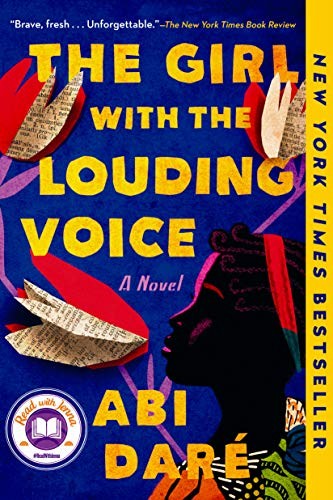 "Brave, fresh . . . Unforgettable."—The New York Times Book Review
THE GIRL
WITH THE
LOUDING
VOICE
A Novel
ABI
DARÉ
NEW YORK TIMES BESTSELLER
Read with Jenna
#ReadWithJenna